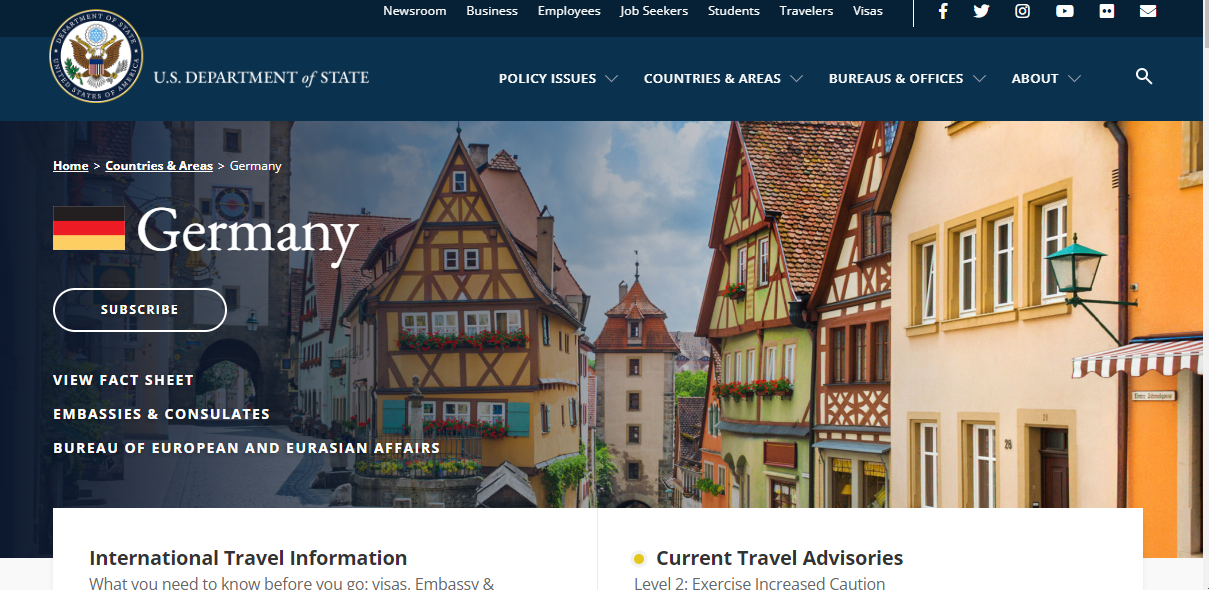 Newsroom Business Employees Job Seekers Students Travelers Visas
U.S. DEPARTMENT of STATE
POLICY ISSUES COUNTRIES & AREAS BUREAUS & OFFICES ABOUT
DEPARTMENT OF STATE
UNITED STATES OF AMERICA
Home > Countries & Areas > Germany
Germany
SUBSCRIBE
VIEW FACT SHEET
EMBASSIES & CONSULATES
BUREAU OF EUROPEAN AND EURASIAN AFFAIRS
28
International Travel Information
What you need to know before you go: visas, Embassy &
Current Travel Advisories
Level 2: Exercise Increased Caution